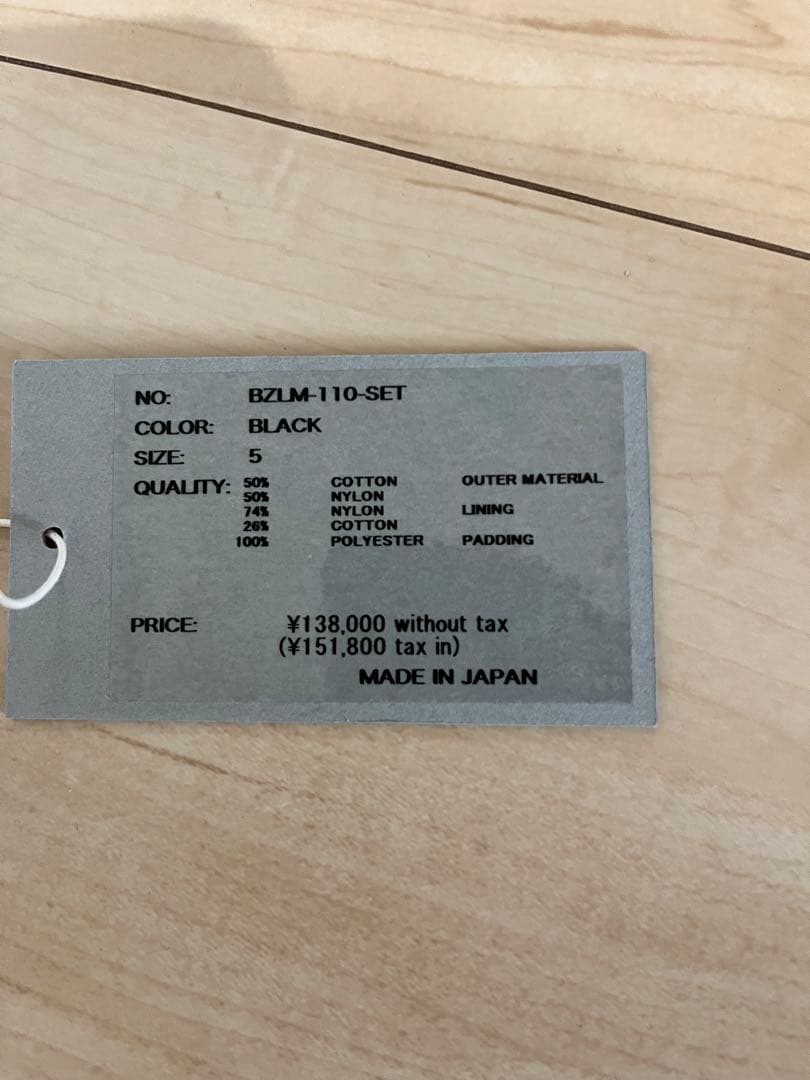 NO: BZLM-110-SET
COLOR: BLACK
SIZE: 5
QUALITY: 50% COTTON OUTER MATERIAL
50% NYLON
74% NYLON LINING
26% COTTON
100% POLYESTER PADDING
PRICE: ¥138,000 without tax
(¥151,800 tax in)
MADE IN JAPAN